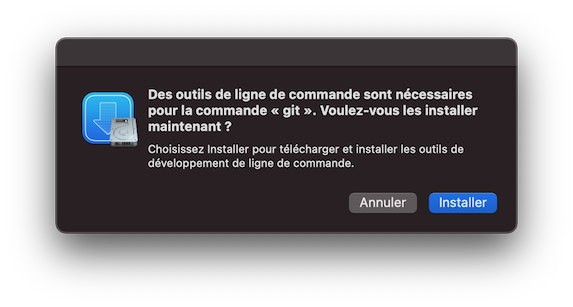 Des outils de ligne de commande sont nécessaires
pour la commande « git ». Voulez-vous les installer
maintenant ?
Choisissez Installer pour télécharger et installer les outils de
développement de ligne de commande.
Annuler
Installer